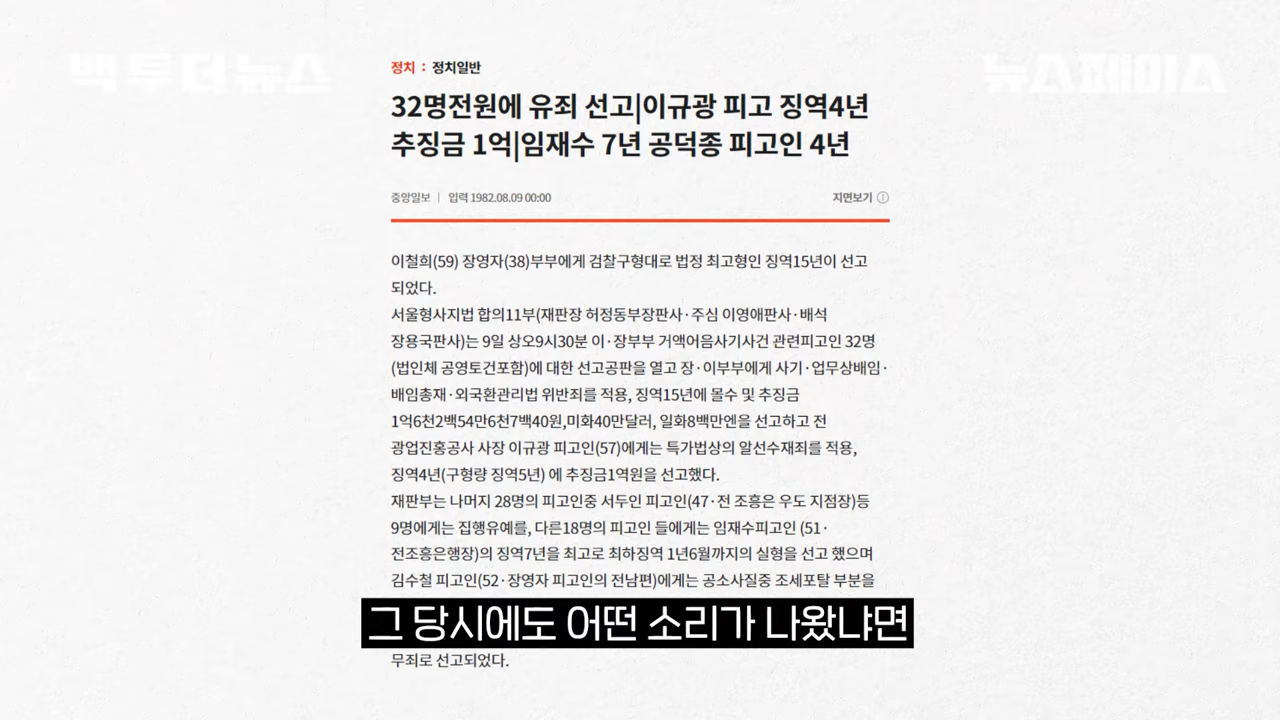 백투더뉴스
뉴스페이스
정치 : 정치일반
32명전원에 유죄 선고|이규광 피고 징역4년
추징금 1억|임재수 7년 공덕종 피고인 4년
중앙일보 | 입력 1982.08.09 00:00
지면보기
이철희(59) 장영자(38)부부에게 검찰구형대로 법정 최고형인 징역15년이 선고
되었다.
서울형사지법 합의11부(재판장 허정동부장판사·주심 이영애판사·배석
장용국판사)는 9일 상오9시30분 이·장부부 거액어음사기사건 관련피고인 32명
(법인체 공영토건포함)에 대한 선고공판을 열고 장·이부부에게 사기·업무상배임·
배임총재·외국환관리법 위반죄를 적용, 징역15년에 몰수 및 추징금
1억6천2백54만6천7백40원,미화40만달러, 일화8백만엔을 선고하고 전
광업진흥공사 사장 이규광 피고인(57)에게는 특가법상의 알선수재죄를 적용,
징역4년(구형량 징역5년) 에 추징금1억원을 선고했다.
재판부는 나머지 28명의 피고인중 서두인 피고인(47·전 조흥은 우도 지점장)등
9명에게는 집행유예를, 다른18명의 피고인 들에게는 임재수피고인 (51·
전조흥은행장)의 징역7년을 최고로 최하징역 1년6월까지의 실형을 선고 했으며
김수철 피고인(52·장영자 피고인의 전남편)에게는 공소사질중 조세포탈 부분을
그 당시에도 어떤 소리가 나왔냐면
무죄로 선고되었다.